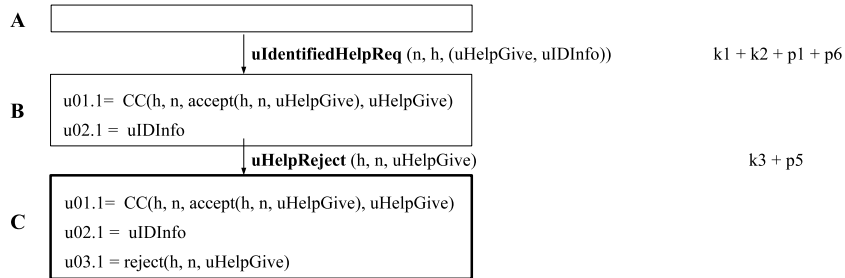 A
uIdentifiedHelpReq (n, h, (uHelpGive, uIDInfo)) k1 + k2 + p1 + p6
B
u01.1= CC(h, n, accept(h, n, uHelpGive), uHelpGive)
u02.1 = uIDInfo
uHelpReject (h, n, uHelpGive) k3 + p5
C
u01.1= CC(h, n, accept(h, n, uHelpGive), uHelpGive)
u02.1 = uIDInfo
u03.1 = reject(h, n, uHelpGive)